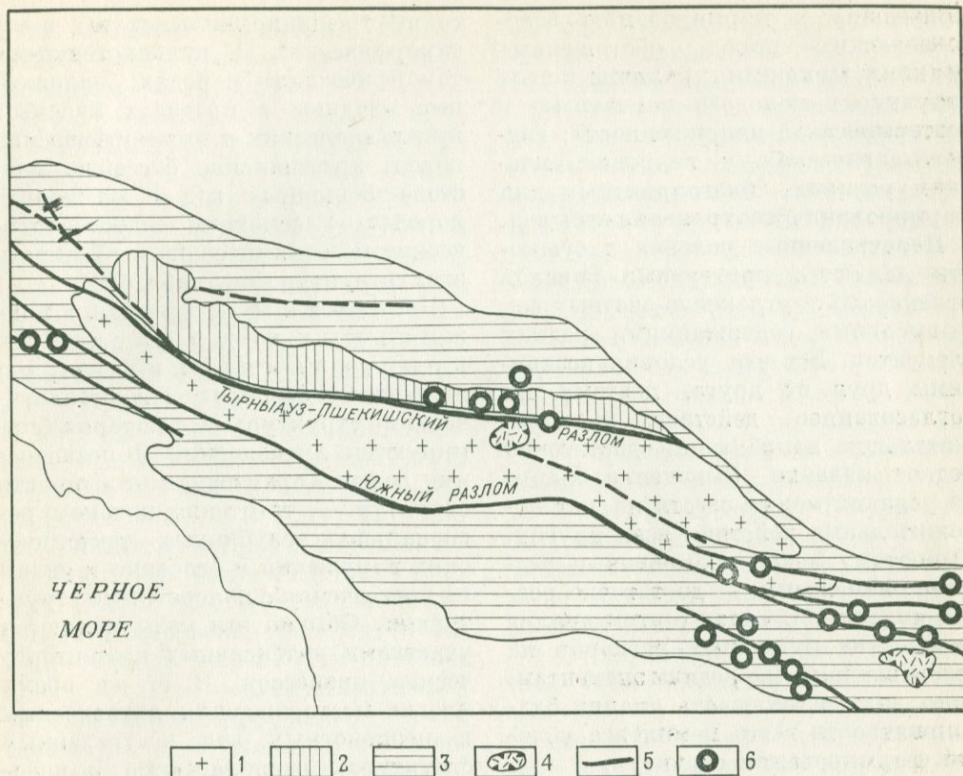 ТЫРНЫАУЗ-ПШЕКИШСКИЙ РАЗЛОМ
ЮЖНЫЙ РАЗЛОМ
ЧЕРНОЕ
МОРЕ
1 2 3 4 5 6